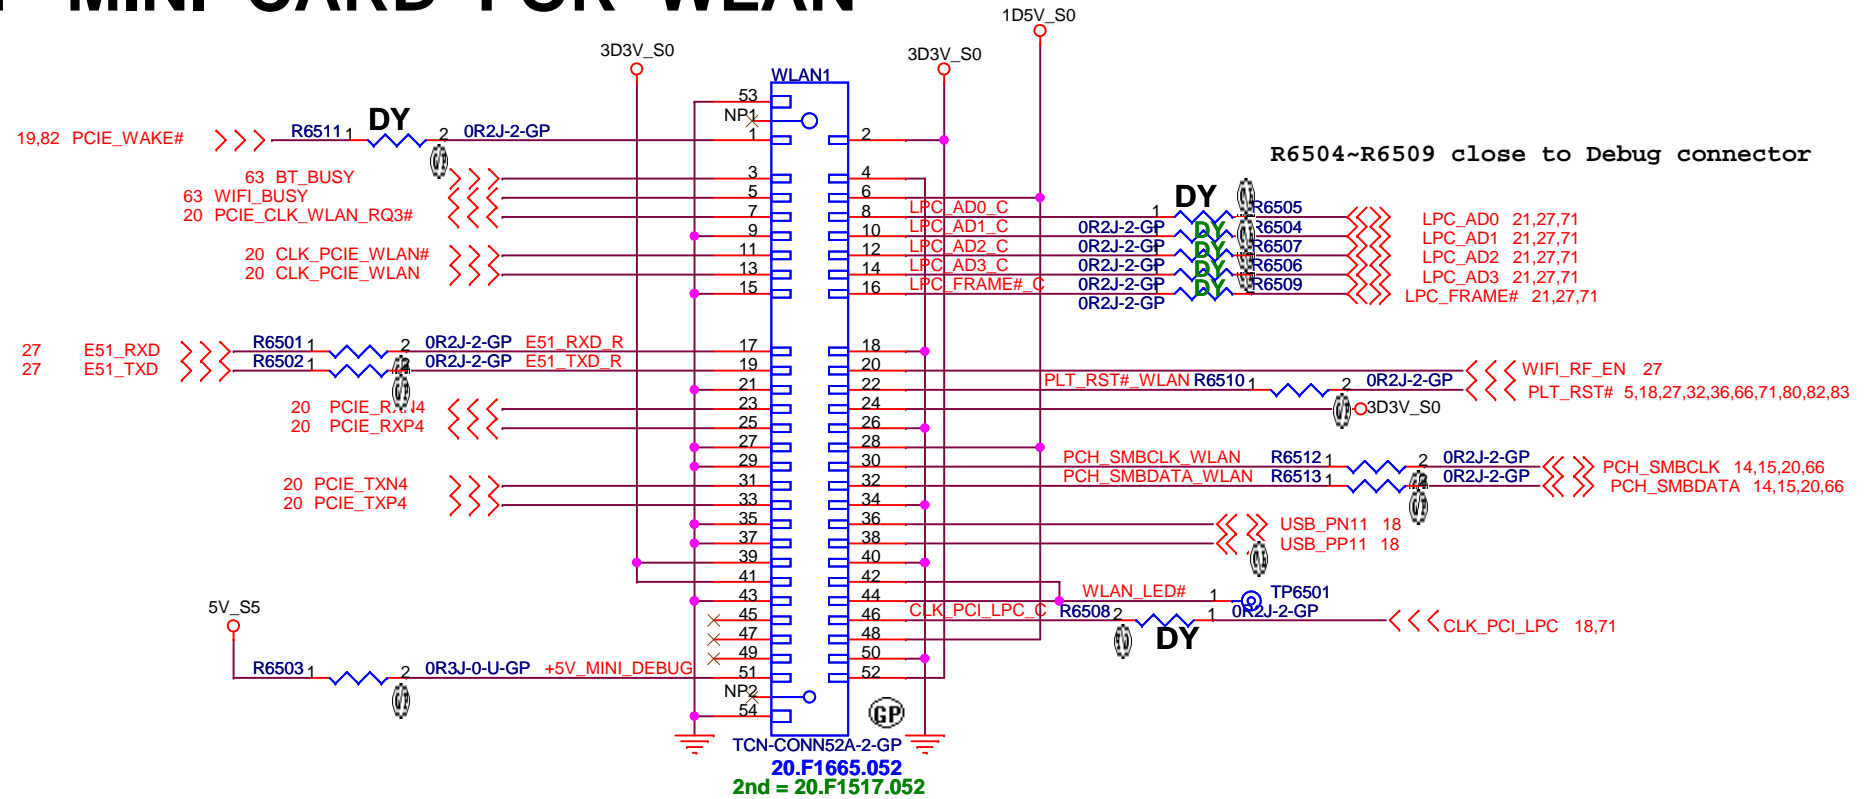 MINI CARD FOR WLAN
1D5V_S0
3D3V_S0
3D3V_S0
WLAN1
53
NP1
19,82 PCIE_WAKE# R6511 1 DY 2 0R2J-2-GP 1
2
R6504~R6509 close to Debug connector
63 BT_BUSY 3
4
63 WIFI_BUSY 5
6
20 PCIE_CLK_WLAN_RQ3# 7
8 LPC_AD0_C 1 DY R6505 LPC_AD0 21,27,71
9
10 LPC_AD1_C 0R2J-2-GP DY R6504 LPC_AD1 21,27,71
20 CLK_PCIE_WLAN# 11
12 LPC_AD2_C 0R2J-2-GP DY R6507 LPC_AD2 21,27,71
20 CLK_PCIE_WLAN 13
14 LPC_AD3_C 0R2J-2-GP DY R6506 LPC_AD3 21,27,71
15
16 LPC_FRAME#_C 0R2J-2-GP DY R6509 LPC_FRAME# 21,27,71
0R2J-2-GP
27 E51_RXD R6501 1 2 0R2J-2-GP E51_RXD_R 17
18
27 E51_TXD R6502 1 0R2J-2-GP E51_TXD_R 19
20 WIFI_RF_EN 27
21
22 PLT_RST#_WLAN R6510 1 2 0R2J-2-GP PLT_RST# 5,18,27,32,36,66,71,80,82,83
20 PCIE_RXN4 23
24 3D3V_S0
20 PCIE_RXP4 25
26
27
28
29
30 PCH_SMBCLK_WLAN R6512 1 2 0R2J-2-GP PCH_SMBCLK 14,15,20,66
20 PCIE_TXN4 31
32 PCH_SMBDATA_WLAN R6513 1 0R2J-2-GP PCH_SMBDATA 14,15,20,66
20 PCIE_TXP4 33
34
35
36 USB_PN11 18
37
38 USB_PP11 18
39
40
41
42
43
44 WLAN_LED# 1 TP6501
45
46 CLK_PCI_LPC_C R6508 2 DY 1 0R2J-2-GP CLK_PCI_LPC 18,71
47
48
49
50
5V_S5
R6503 1 2 0R3J-0-U-GP +5V_MINI_DEBUG 51
52
NP2
54
GP
TCN-CONN52A-2-GP
20.F1665.052
2nd = 20.F1517.052